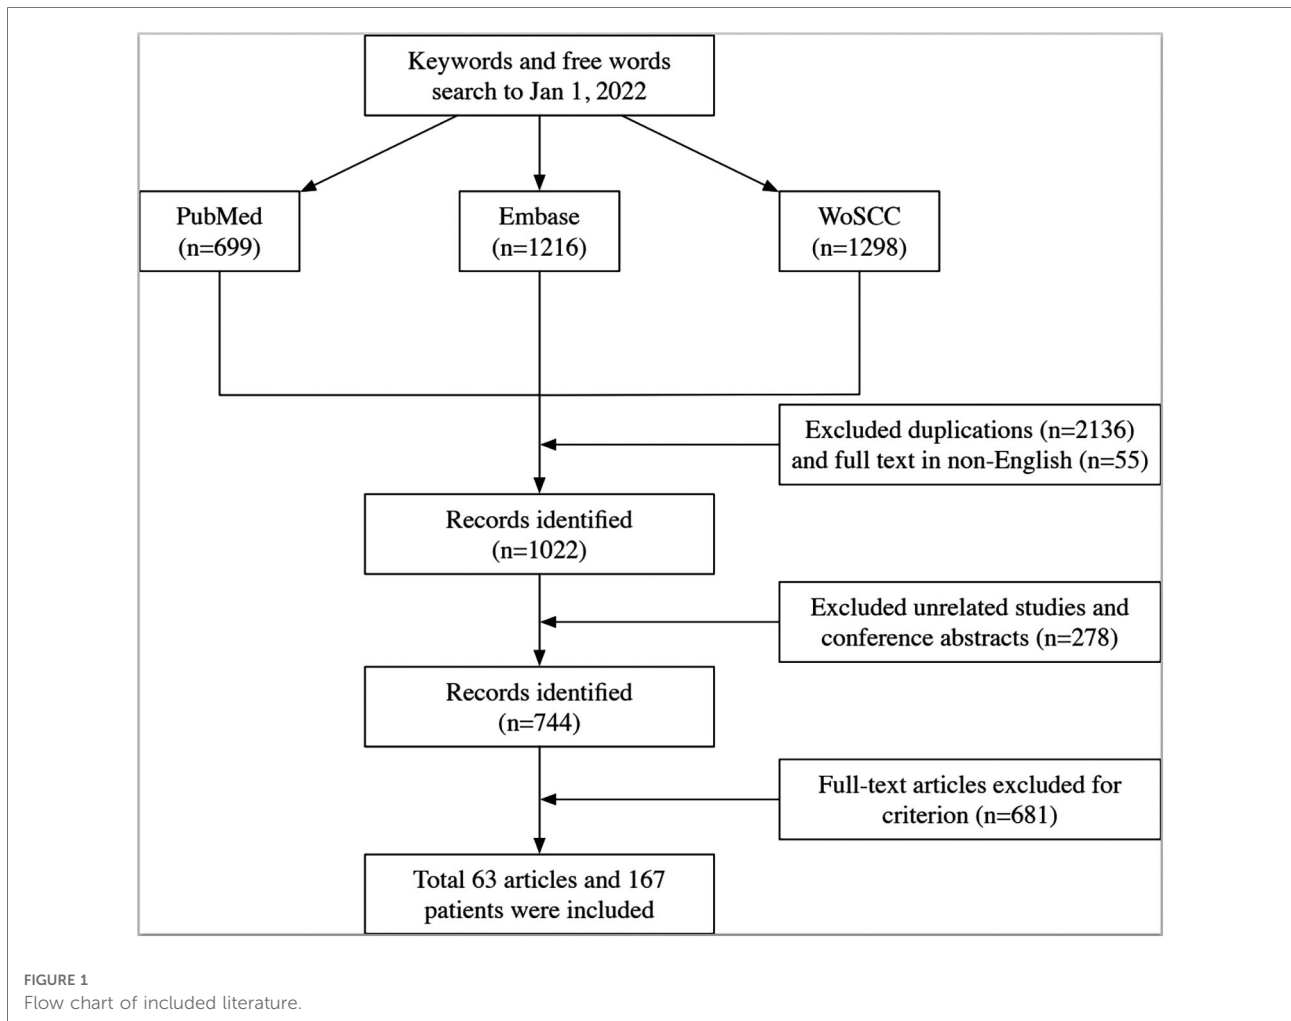 Keywords and free words
search to Jan 1, 2022
PubMed
(n=699)
Embase
(n=1216)
WoSCC
(n=1298)
Excluded duplications (n=2136)
and full text in non-English (n=55)
Records identified
(n=1022)
Excluded unrelated studies and
conference abstracts (n=278)
Records identified
(n=744)
Full-text articles excluded for
criterion (n=681)
Total 63 articles and 167
patients were included
FIGURE 1
Flow chart of included literature.